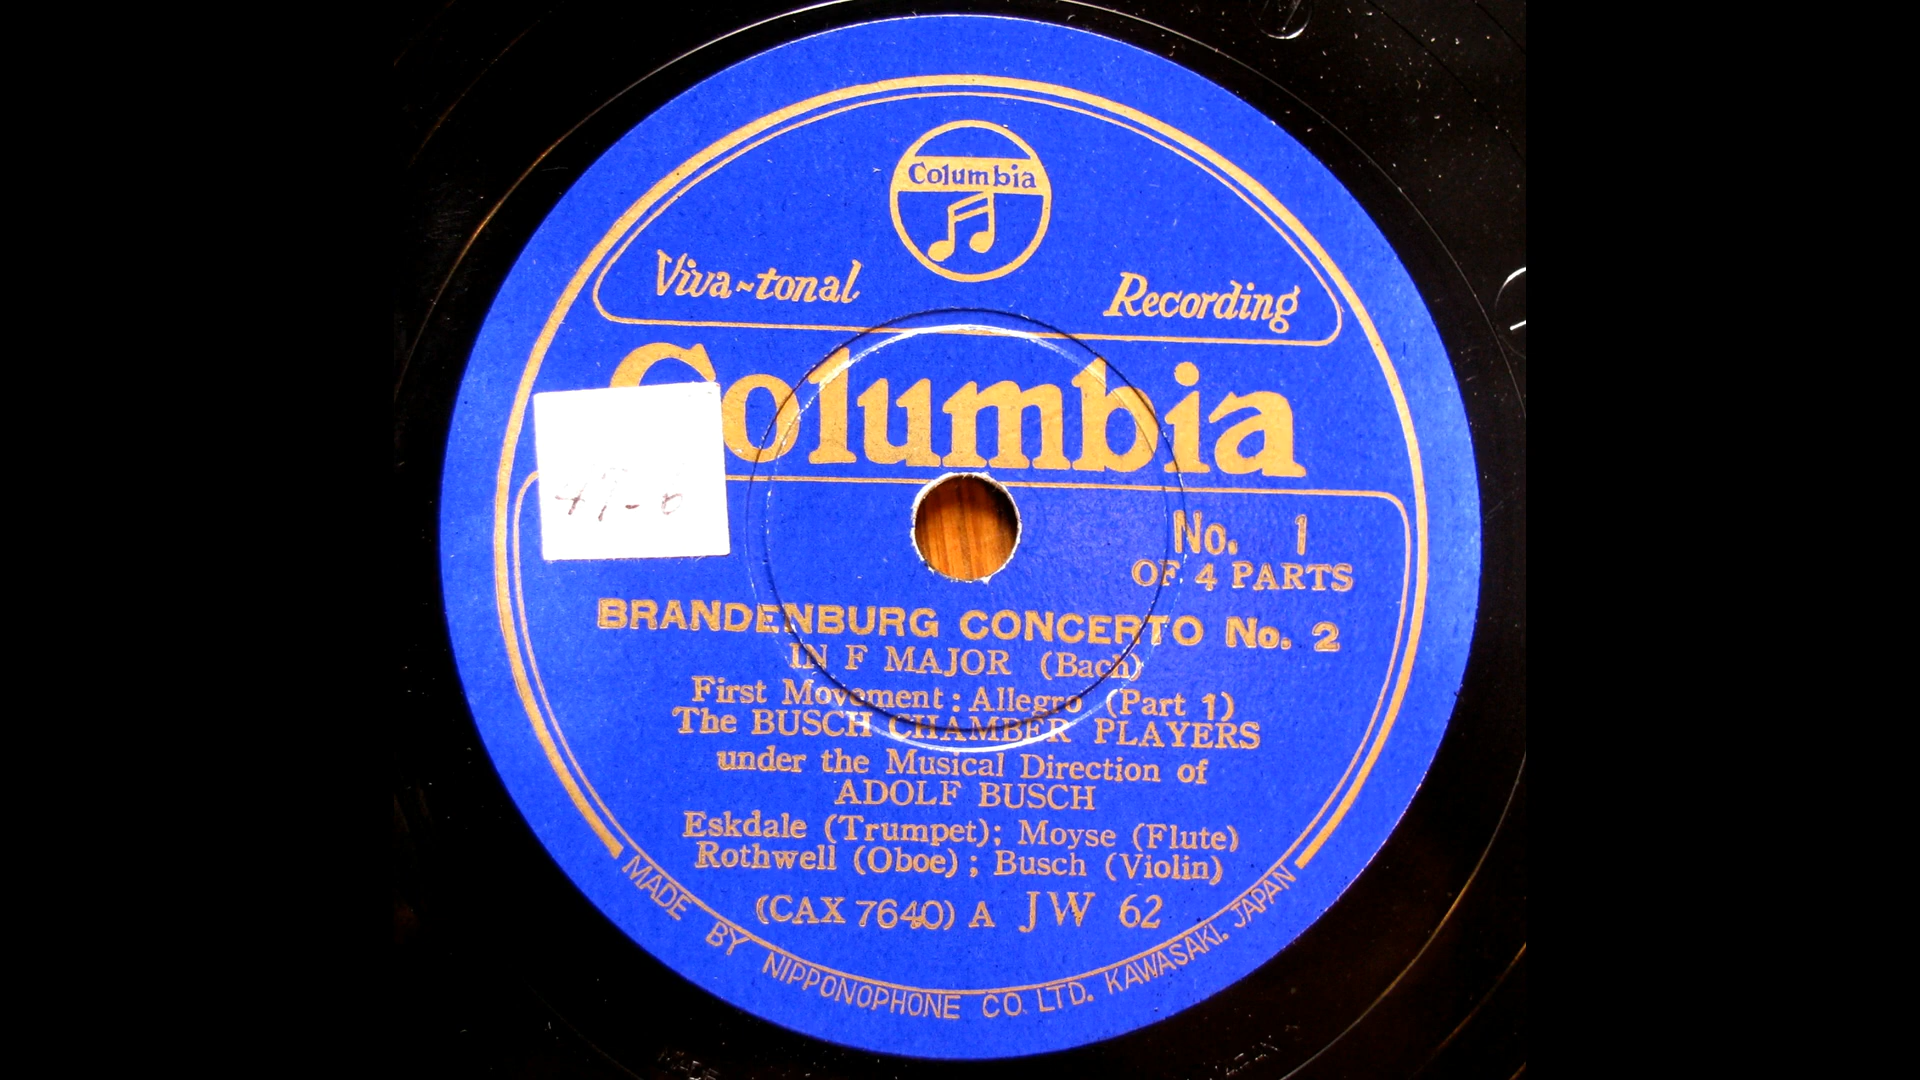 Columbia
Viva-tonal Recording
Columbia
No. 1
OF 4 PARTS
BRANDENBURG CONCERTO No. 2
IN F MAJOR (Bach)
First Movement: Allegro (Part 1)
The BUSCH CHAMBER PLAYERS
under the Musical Direction of
ADOLF BUSCH
Eskdale (Trumpet); Moyse (Flute)
Rothwell (Oboe); Busch (Violin)
(CAX 7640) A JW 62
MADE BY NIPPONOPHONE CO. LTD. KAWASAKI. JAPAN